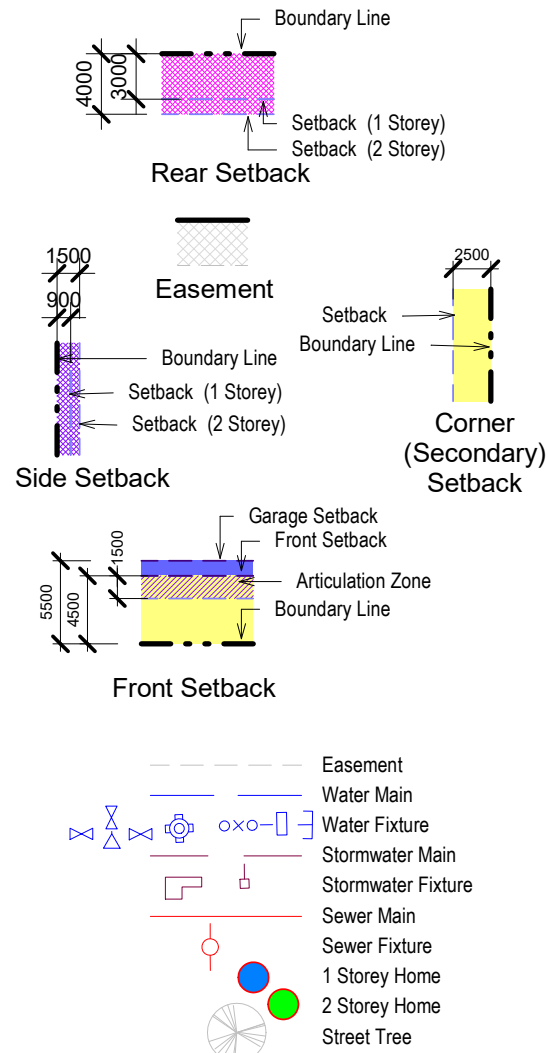 Boundary Line
4000
3000
Setback (1 Storey)
Setback (2 Storey)
Rear Setback
Easement
1500
900
Boundary Line
Setback (1 Storey)
Setback (2 Storey)
Side Setback
2500
Setback
Boundary Line
Corner
(Secondary)
Setback
Garage Setback
Front Setback
Articulation Zone
Boundary Line
5500
4500
1500
Front Setback
Easement
Water Main
Water Fixture
Stormwater Main
Stormwater Fixture
Sewer Main
Sewer Fixture
1 Storey Home
2 Storey Home
Street Tree